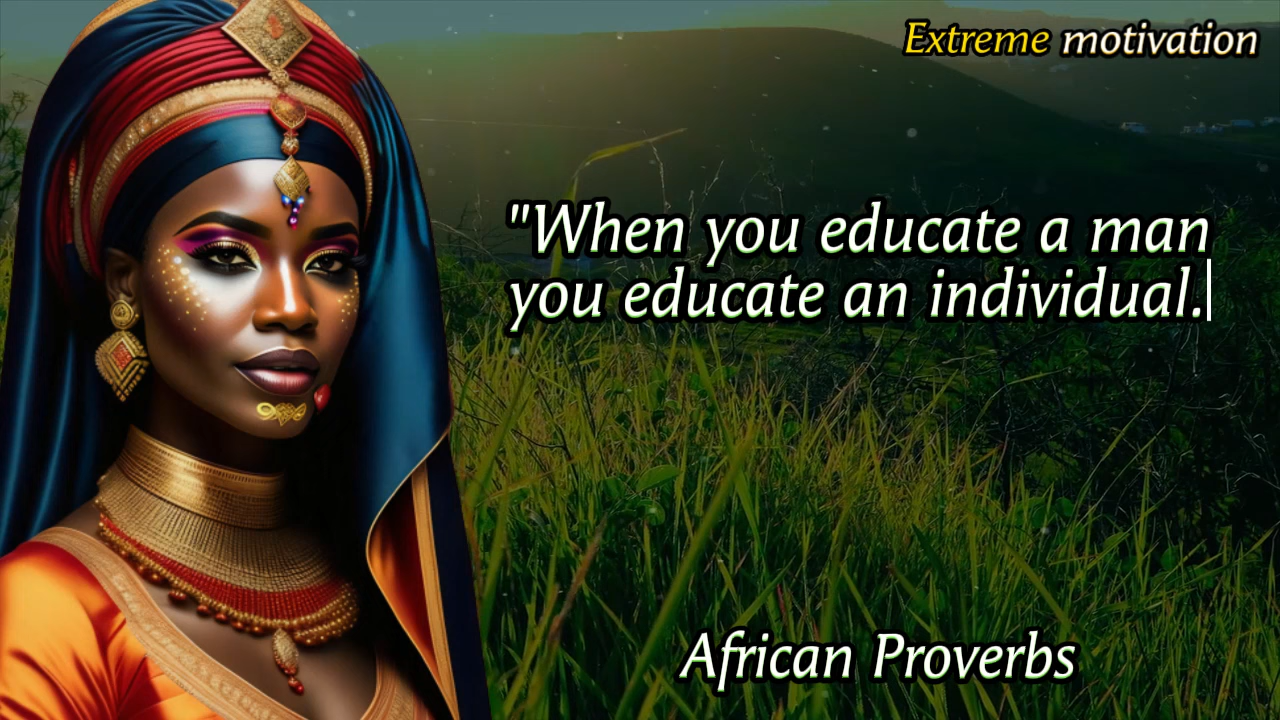 Extreme motivation
"When you educate a man
you educate an individual.
African Proverbs